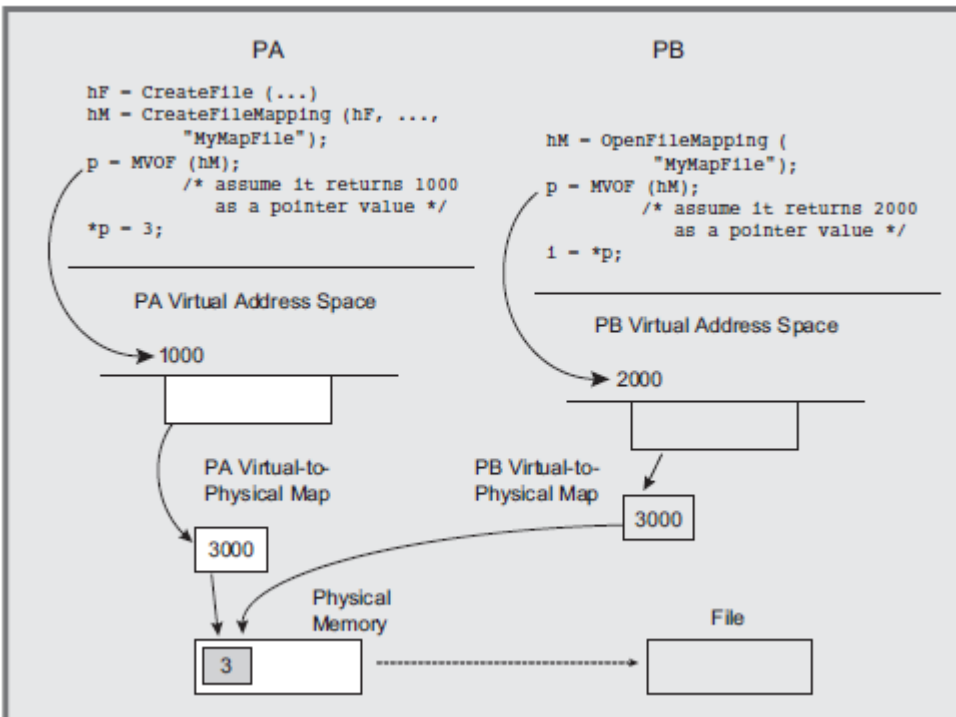 PA
hF = CreateFile (...)
hM = CreateFileMapping (hF, ...,
"MyMapFile");
p = MVOF (hM);
/* assume it returns 1000
as a pointer value */
*p = 3;
PA Virtual Address Space
1000
PA Virtual-to-
Physical Map
3000
PB
hM = OpenFileMapping (
"MyMapFile");
p = MVOF (hM);
/* assume it returns 2000
as a pointer value */
i = *p;
PB Virtual Address Space
2000
PB Virtual-to-
Physical Map
3000
Physical
Memory
3
File